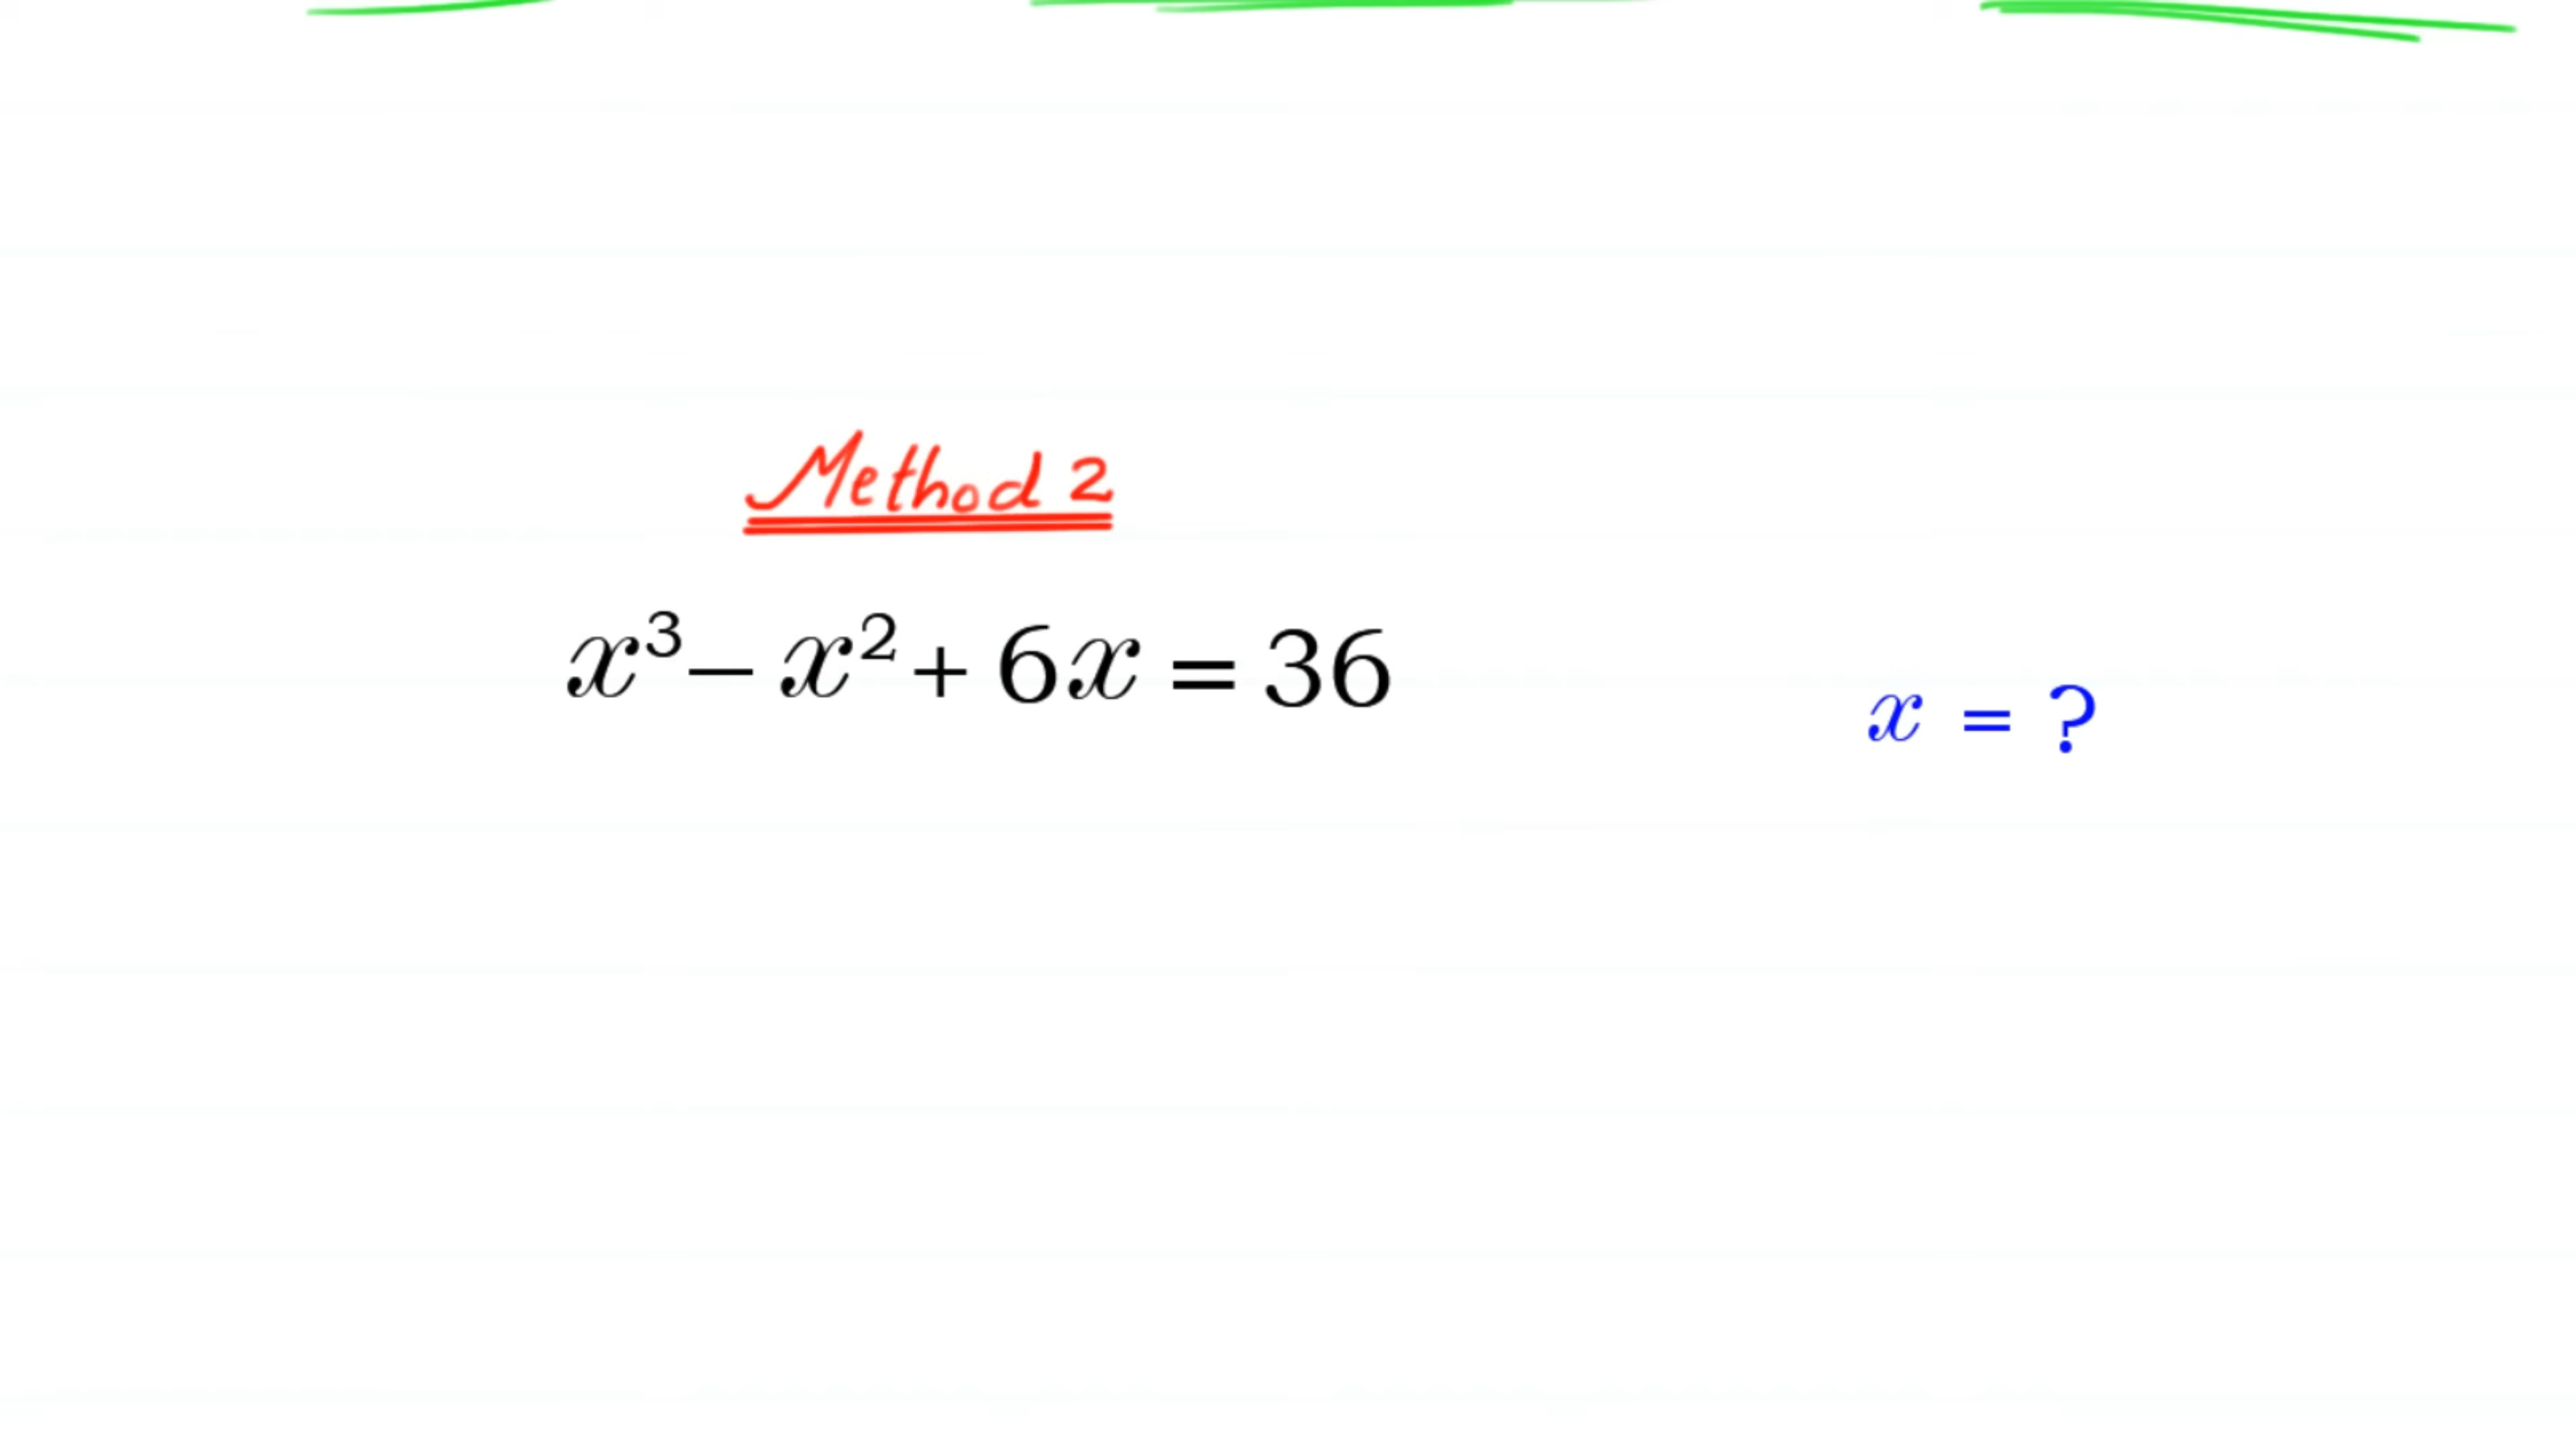 Method 2
x³ − x² + 6x = 36
x = ?